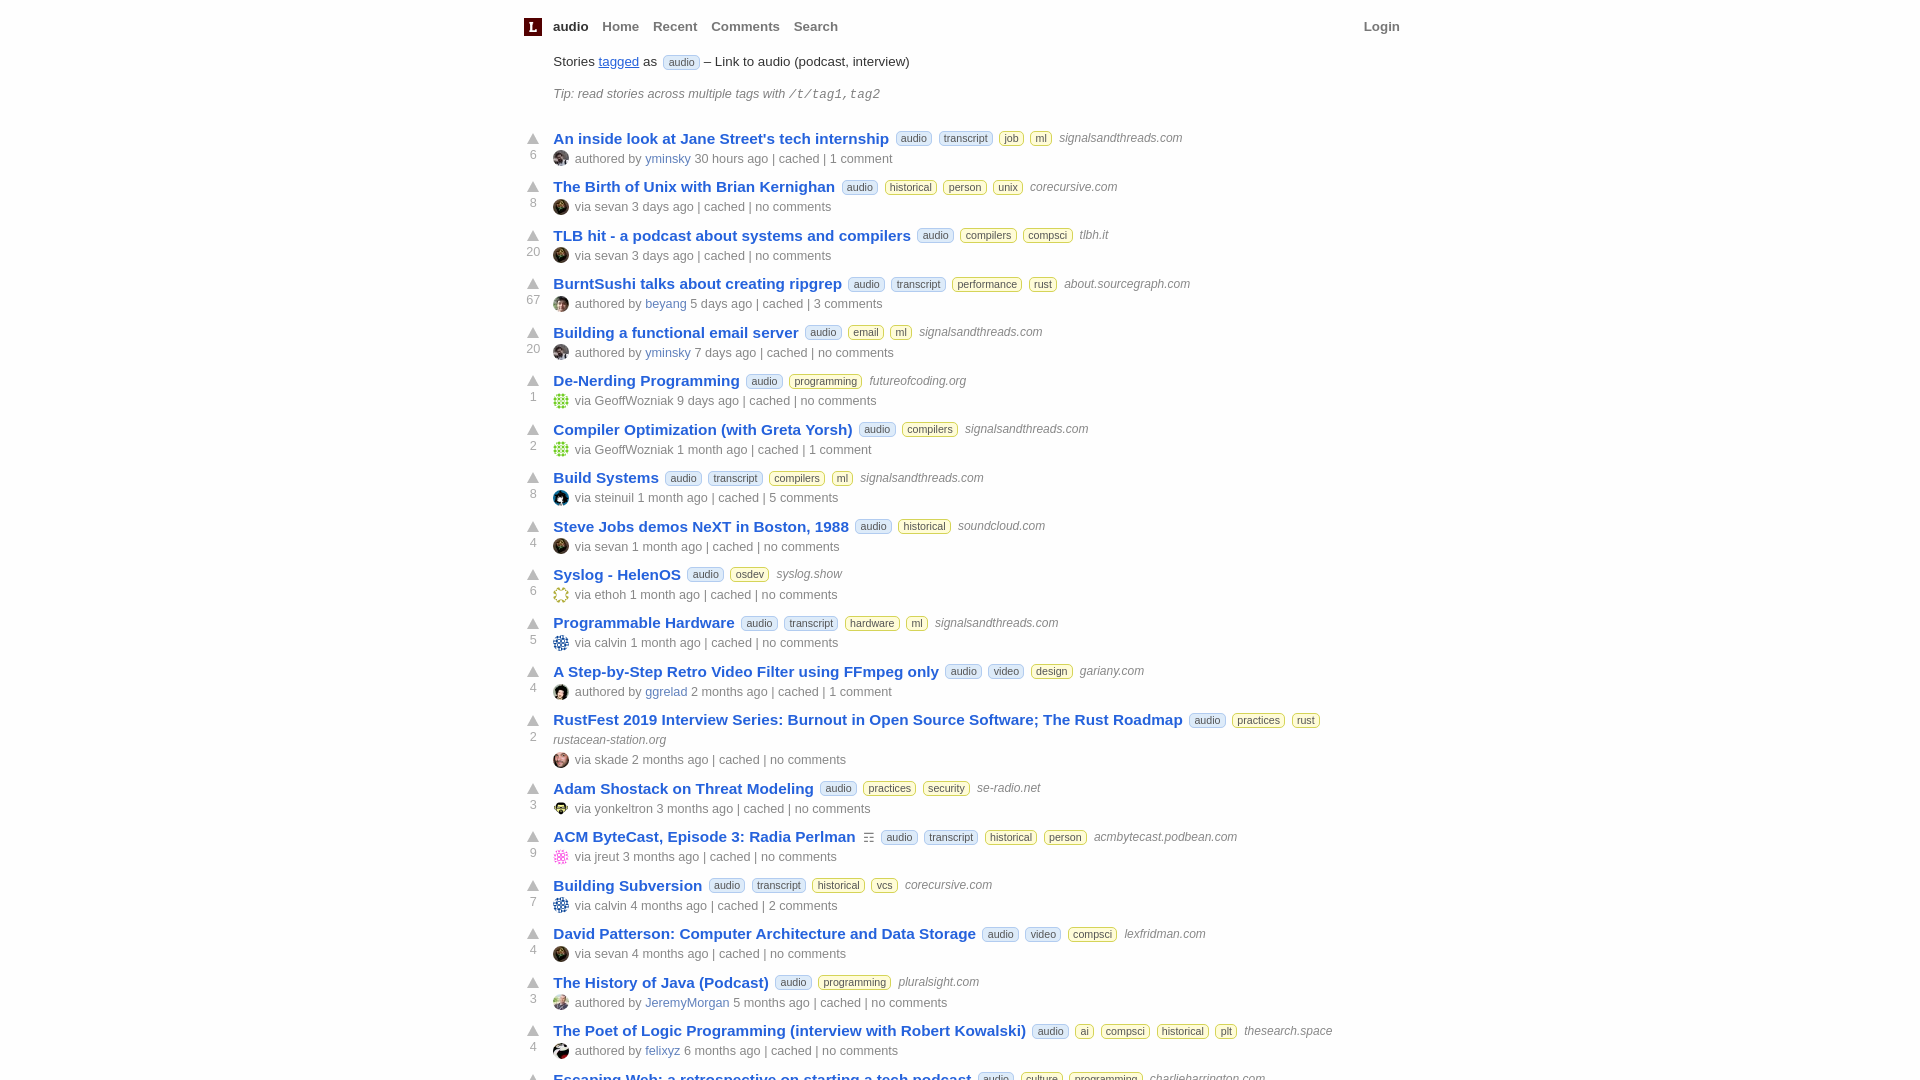 L audio Home Recent Comments Search Login
Stories tagged as audio – Link to audio (podcast, interview)
Tip: read stories across multiple tags with /t/tag1,tag2
An inside look at Jane Street's tech internship audio transcript job ml signalsandthreads.com
6 authored by yminsky 30 hours ago | cached | 1 comment
The Birth of Unix with Brian Kernighan audio historical person unix corecursive.com
8 via sevan 3 days ago | cached | no comments
TLB hit - a podcast about systems and compilers audio compilers compsci tlbh.it
20 via sevan 3 days ago | cached | no comments
BurntSushi talks about creating ripgrep audio transcript performance rust about.sourcegraph.com
67 authored by beyang 5 days ago | cached | 3 comments
Building a functional email server audio email ml signalsandthreads.com
20 authored by yminsky 7 days ago | cached | no comments
De-Nerding Programming audio programming futureofcoding.org
1 via GeoffWozniak 9 days ago | cached | no comments
Compiler Optimization (with Greta Yorsh) audio compilers signalsandthreads.com
2 via GeoffWozniak 1 month ago | cached | 1 comment
Build Systems audio transcript compilers ml signalsandthreads.com
8 via steinuil 1 month ago | cached | 5 comments
Steve Jobs demos NeXT in Boston, 1988 audio historical soundcloud.com
4 via sevan 1 month ago | cached | no comments
Syslog - HelenOS audio osdev syslog.show
6 via ethoh 1 month ago | cached | no comments
Programmable Hardware audio transcript hardware ml signalsandthreads.com
5 via calvin 1 month ago | cached | no comments
A Step-by-Step Retro Video Filter using FFmpeg only audio video design gariany.com
4 authored by ggrelad 2 months ago | cached | 1 comment
RustFest 2019 Interview Series: Burnout in Open Source Software; The Rust Roadmap audio practices rust
2 rustacean-station.org
via skade 2 months ago | cached | no comments
Adam Shostack on Threat Modeling audio practices security se-radio.net
3 via yonkeltron 3 months ago | cached | no comments
ACM ByteCast, Episode 3: Radia Perlman ☶ audio transcript historical person acmbytecast.podbean.com
9 via jreut 3 months ago | cached | no comments
Building Subversion audio transcript historical vcs corecursive.com
7 via calvin 4 months ago | cached | 2 comments
David Patterson: Computer Architecture and Data Storage audio video compsci lexfridman.com
4 via sevan 4 months ago | cached | no comments
The History of Java (Podcast) audio programming pluralsight.com
3 authored by JeremyMorgan 5 months ago | cached | no comments
The Poet of Logic Programming (interview with Robert Kowalski) audio ai compsci historical plt thesearch.space
4 authored by felixyz 6 months ago | cached | no comments
Escaping Web: a retrospective on starting a tech podcast audio culture programming charlieharrington.com